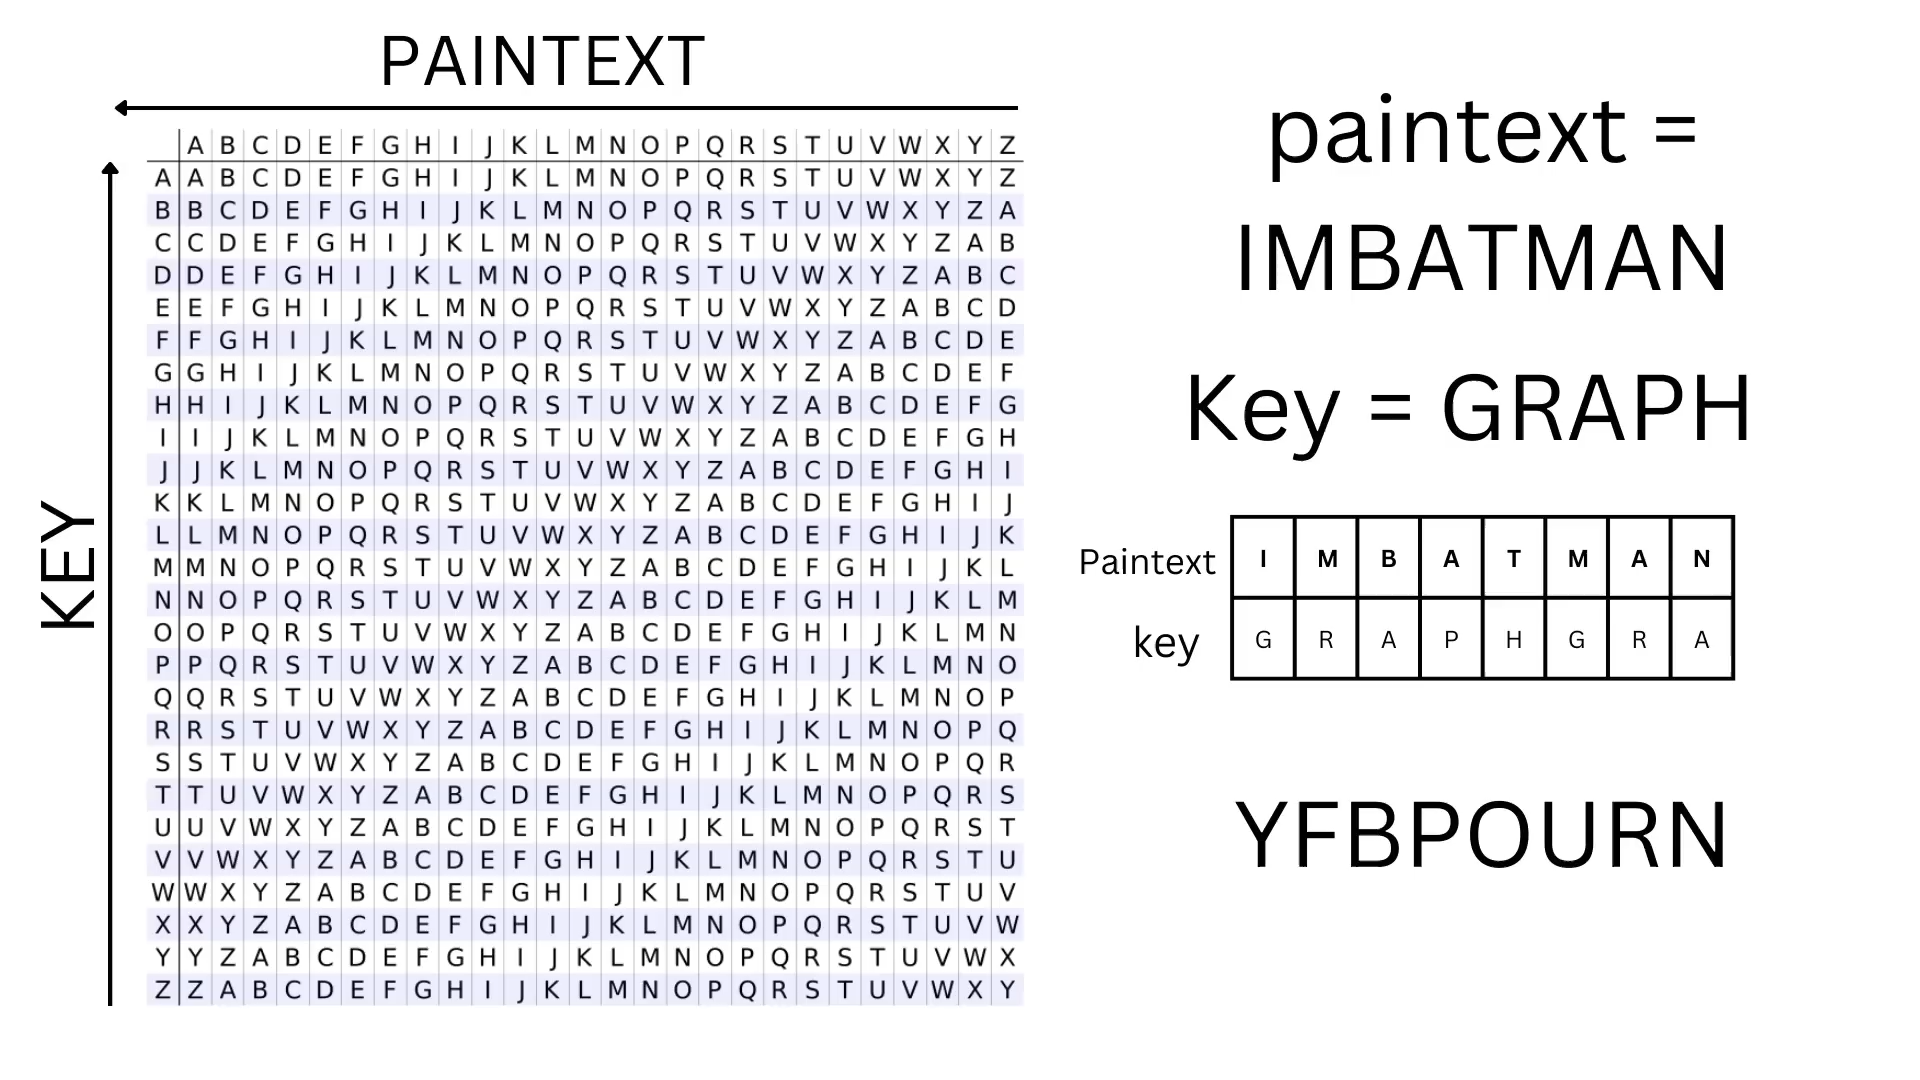 PAINTEXT
KEY
A B C D E F G H I J K L M N O P Q R S T U V W X Y Z
A A B C D E F G H I J K L M N O P Q R S T U V W X Y Z
B B C D E F G H I J K L M N O P Q R S T U V W X Y Z A
C C D E F G H I J K L M N O P Q R S T U V W X Y Z A B
D D E F G H I J K L M N O P Q R S T U V W X Y Z A B C
E E F G H I J K L M N O P Q R S T U V W X Y Z A B C D
F F G H I J K L M N O P Q R S T U V W X Y Z A B C D E
G G H I J K L M N O P Q R S T U V W X Y Z A B C D E F
H H I J K L M N O P Q R S T U V W X Y Z A B C D E F G
I I J K L M N O P Q R S T U V W X Y Z A B C D E F G H
J J K L M N O P Q R S T U V W X Y Z A B C D E F G H I
K K L M N O P Q R S T U V W X Y Z A B C D E F G H I J
L L M N O P Q R S T U V W X Y Z A B C D E F G H I J K
M M N O P Q R S T U V W X Y Z A B C D E F G H I J K L
N N O P Q R S T U V W X Y Z A B C D E F G H I J K L M
O O P Q R S T U V W X Y Z A B C D E F G H I J K L M N
P P Q R S T U V W X Y Z A B C D E F G H I J K L M N O
Q Q R S T U V W X Y Z A B C D E F G H I J K L M N O P
R R S T U V W X Y Z A B C D E F G H I J K L M N O P Q
S S T U V W X Y Z A B C D E F G H I J K L M N O P Q R
T T U V W X Y Z A B C D E F G H I J K L M N O P Q R S
U U V W X Y Z A B C D E F G H I J K L M N O P Q R S T
V V W X Y Z A B C D E F G H I J K L M N O P Q R S T U
W W X Y Z A B C D E F G H I J K L M N O P Q R S T U V
X X Y Z A B C D E F G H I J K L M N O P Q R S T U V W
Y Y Z A B C D E F G H I J K L M N O P Q R S T U V W X
Z Z A B C D E F G H I J K L M N O P Q R S T U V W X Y
paintext =
IMBATMAN
Key = GRAPH
Paintext I M B A T M A N
key G R A P H G R A
YFBPOURN